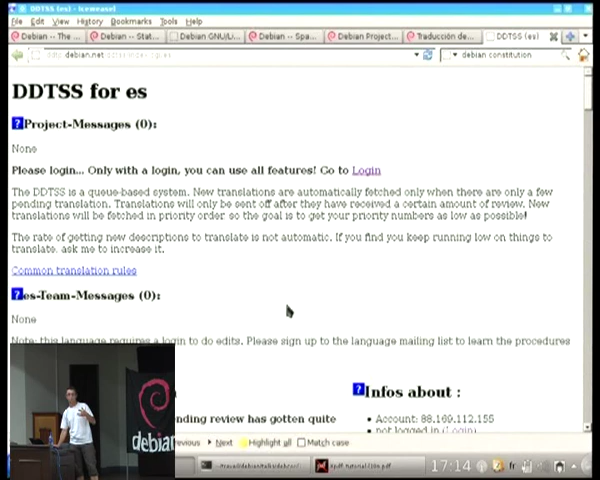 DDTSS (es) - Iceweasel
File Edit View History Bookmarks Tools Help
Debian -- The ...
Debian -- Stat...
Debian GNU/Li...
Debian -- Spa...
Debian Project...
Traducción de...
DDTSS (es)
debian.net
debian constitution
DDTSS for es
?Project-Messages (0):
None
Please login... Only with a login, you can use all features! Go to Login
The DDTSS is a queue-based system. New translations are automatically fetched only when there are only a few
pending translation. Translations will only be sent off after they have received a certain amount of review. New
translations will be fetched in priority order so the goal is to get your priority numbers as low as possible!
The rate of getting new descriptions to translate is not automatic. If you find you keep running low on things to
translate, ask me to increase it.
Common translation rules
?es-Team-Messages (0):
None
Note: this language requires a login to do edits. Please sign up to the language mailing list to learn the procedures
?Infos about :
nding review has gotten quite
• Account: 88.160.112.155
• not logged in (Login)
debian
revious Next Highlight all Match case
17:14 fr